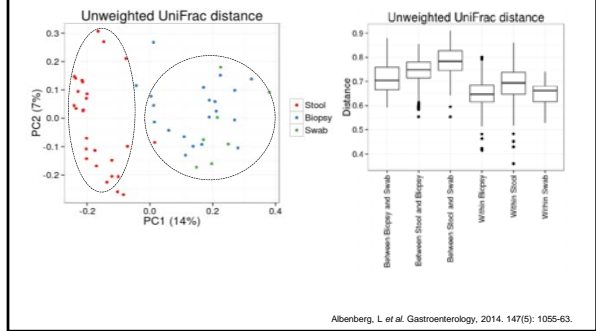 Unweighted UniFrac distance
0.3
0.2
0.1
0.0
-0.1
-0.2
PC2 (7%)
-0.2
0.0
0.2
0.4
PC1 (14%)
Stool
Biopsy
Swab
Unweighted UniFrac distance
0.9
0.8
0.7
0.6
0.5
0.4
Distance
Between Biopsy and Swab
Between Stool and Biopsy
Between Stool and Swab
Within Biopsy
Within Stool
Within Swab
Albenberg, L et al. Gastroenterology, 2014. 147(5): 1055-63.